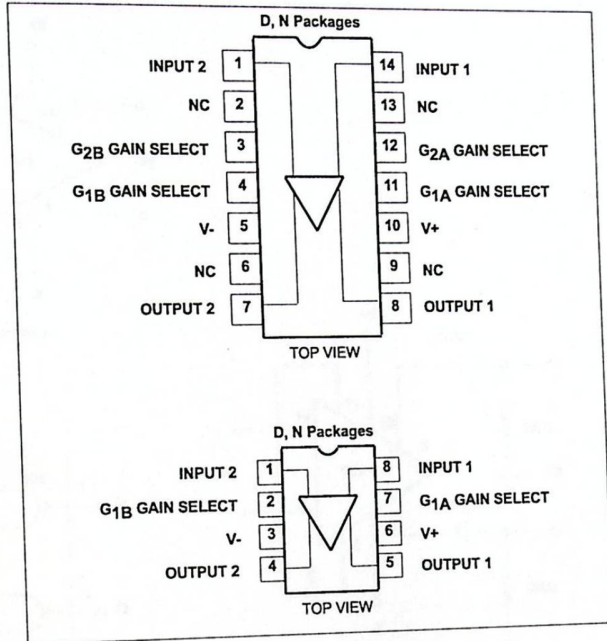 D, N Packages
INPUT 2 1 14 INPUT 1
NC 2 13 NC
G2B GAIN SELECT 3 12 G2A GAIN SELECT
G1B GAIN SELECT 4 11 G1A GAIN SELECT
V- 5 10 V+
NC 6 9 NC
OUTPUT 2 7 8 OUTPUT 1
TOP VIEW
D, N Packages
INPUT 2 1 8 INPUT 1
G1B GAIN SELECT 2 7 G1A GAIN SELECT
V- 3 6 V+
OUTPUT 2 4 5 OUTPUT 1
TOP VIEW